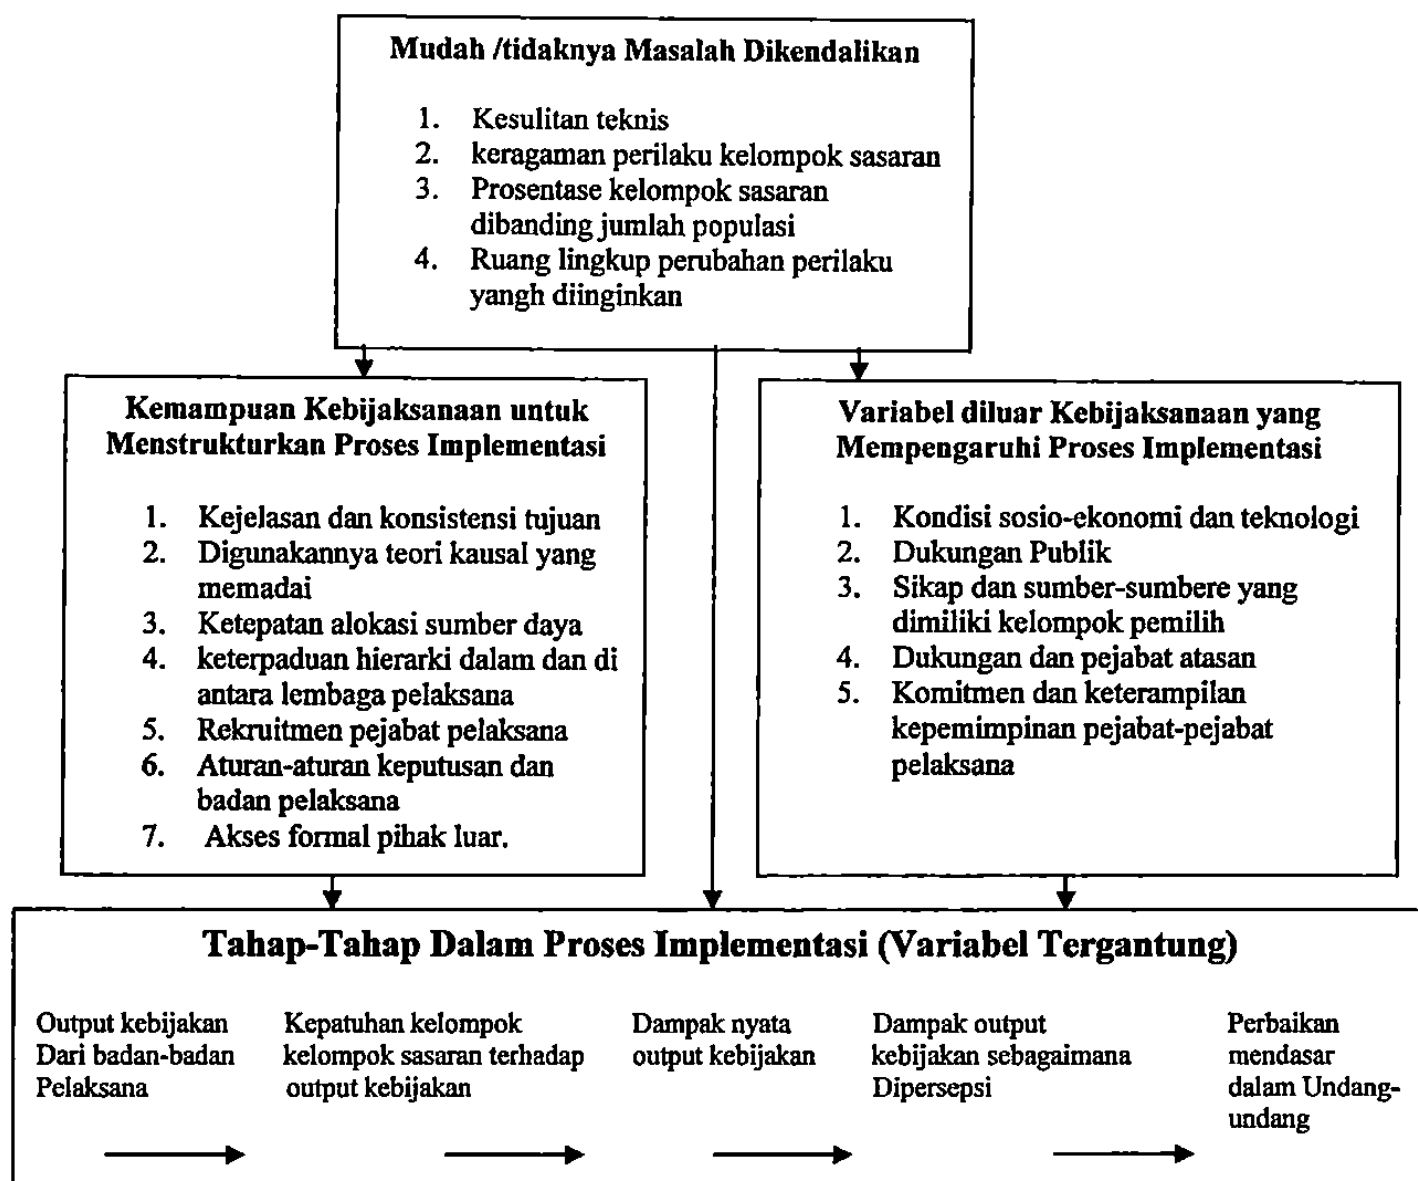 Mudah /tidaknya Masalah Dikendalikan
1. Kesulitan teknis
2. keragaman perilaku kelompok sasaran
3. Prosentase kelompok sasaran
dibanding jumlah populasi
4. Ruang lingkup perubahan perilaku
yangh diinginkan
Kemampuan Kebijaksanaan untuk
Menstrukturkan Proses Implementasi
1. Kejelasan dan konsistensi tujuan
2. Digunakannya teori kausal yang
memadai
3. Ketepatan alokasi sumber daya
4. keterpaduan hierarki dalam dan di
antara lembaga pelaksana
5. Rekruitmen pejabat pelaksana
6. Aturan-aturan keputusan dan
badan pelaksana
7. Akses formal pihak luar.
Variabel diluar Kebijaksanaan yang
Mempengaruhi Proses Implementasi
1. Kondisi sosio-ekonomi dan teknologi
2. Dukungan Publik
3. Sikap dan sumber-sumbere yang
dimiliki kelompok pemilih
4. Dukungan dan pejabat atasan
5. Komitmen dan keterampilan
kepemimpinan pejabat-pejabat
pelaksana
Tahap-Tahap Dalam Proses Implementasi (Variabel Tergantung)
Output kebijakan
Dari badan-badan
Pelaksana
Kepatuhan kelompok
kelompok sasaran terhadap
output kebijakan
Dampak nyata
output kebijakan
Dampak output
kebijakan sebagaimana
Dipersepsi
Perbaikan
mendasar
dalam Undang-
undang